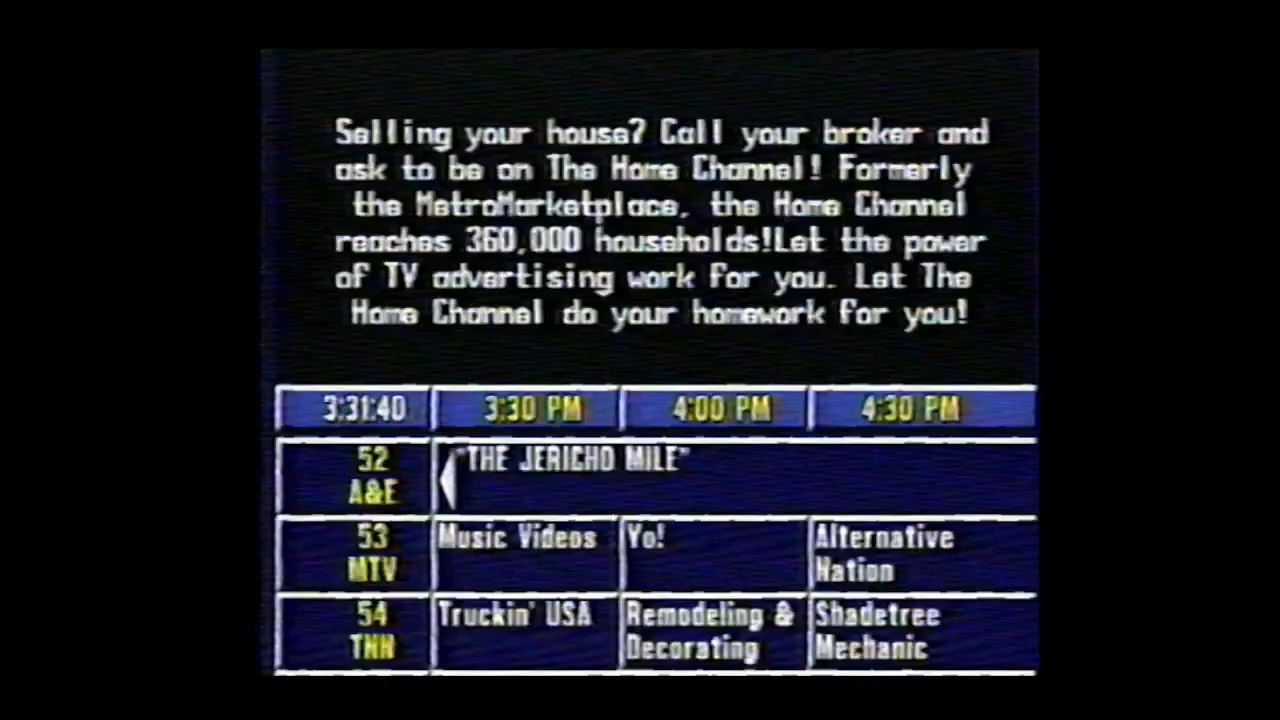 Selling your house? Call your broker and
ask to be on The Home Channel! Formerly
the MetroMarketplace, the Home Channel
reaches 360,000 households!Let the power
of TV advertising work for you. Let The
Home Channel do your homework for you!
3:31:40 3:30 PM 4:00 PM 4:30 PM
52 "THE JERICHO MILE"
A&E
53 Music Videos Yo! Alternative
MTV Nation
54 Truckin' USA Remodeling & Shadetree
TNN Decorating Mechanic